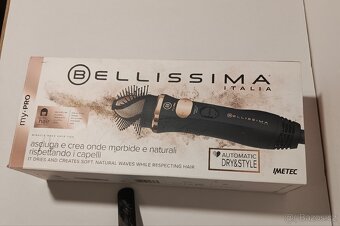 BELLISSIMA
ITALIA
my PRO
asciuga e crea onde morbide e naturali
rispettando i capelli
IT DRIES AND CREATES SOFT, NATURAL WAVES WHILE RESPECTING HAIR
BELLISSIMA
AUTOMATIC
DRY&STYLE
IMETEC